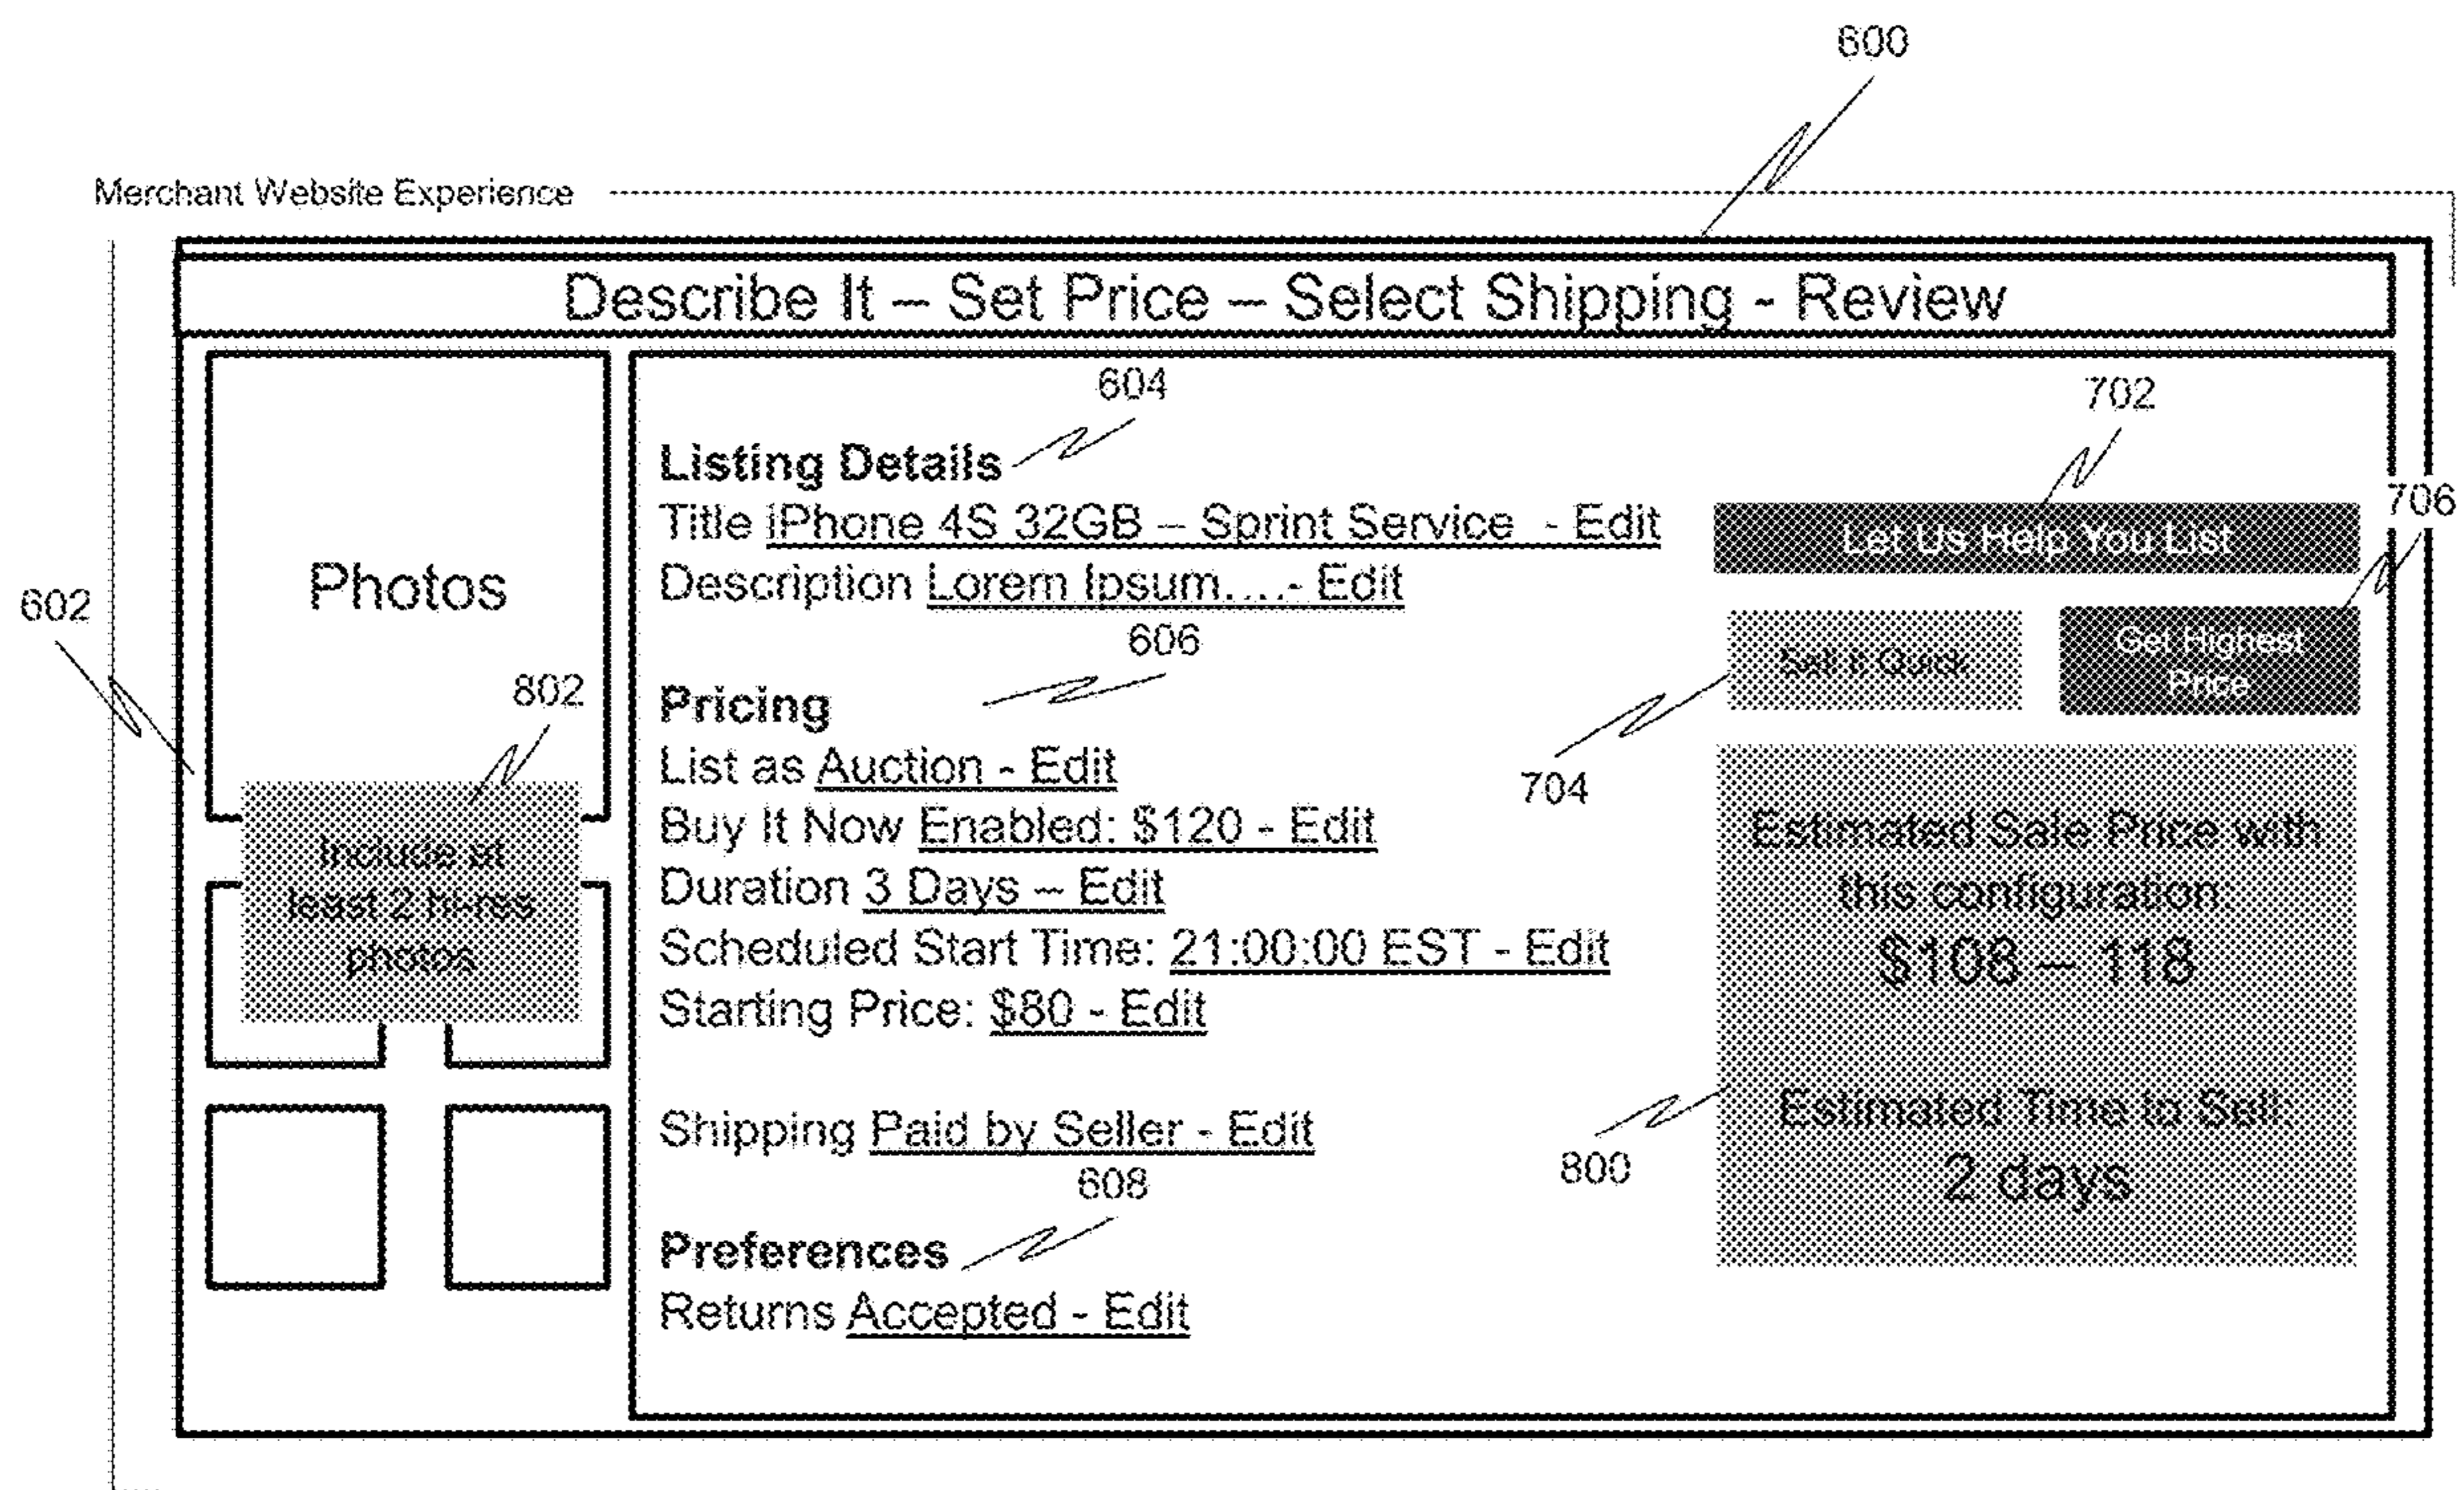 600
Merchant Website Experience
Describe It – Set Price – Select Shipping - Review
602
Photos
802
Include at
least 2 hi-res
photos
604
Listing Details
Title iPhone 4S 32GB – Sprint Service - Edit
Description Lorem Ipsum....- Edit
606
Pricing
List as Auction - Edit
Buy It Now Enabled: $120 - Edit
Duration 3 Days – Edit
Scheduled Start Time: 21:00:00 EST - Edit
Starting Price: $80 - Edit
Shipping Paid by Seller - Edit
608
Preferences
Returns Accepted - Edit
702
Let Us Help You List
706
Sell It Quick
Get Highest
Price
704
Estimated Sale Price with
this configuration:
$108 – 118
800
Estimated Time to Sell:
2 days